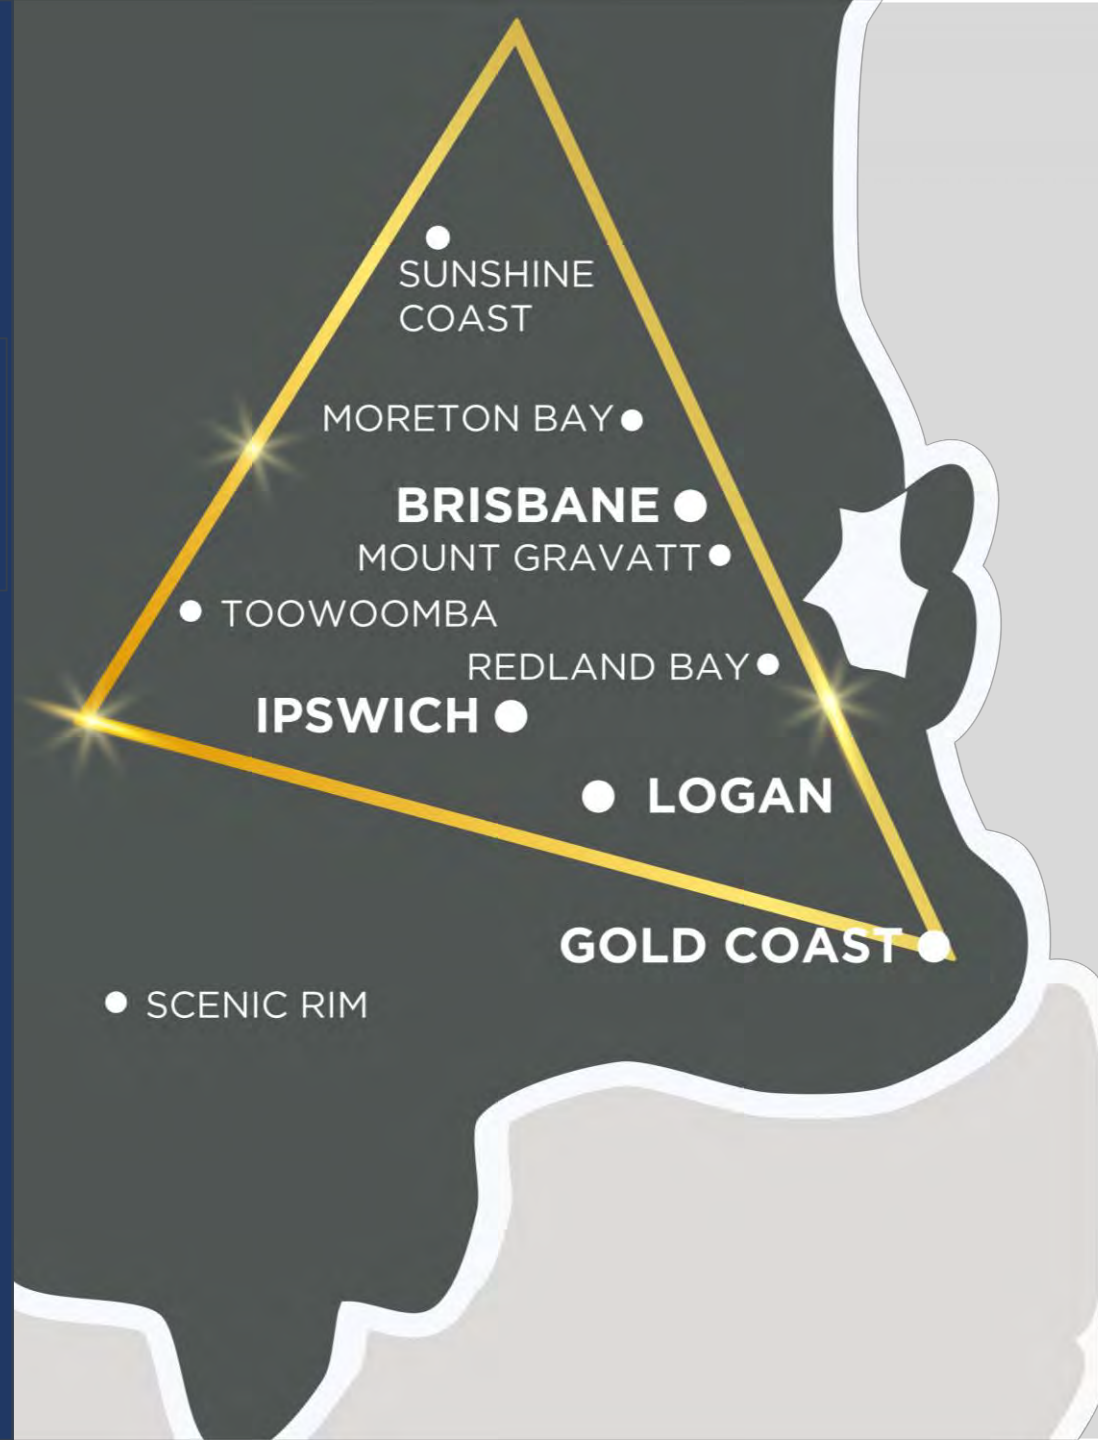 SUNSHINE
COAST
MORETON BAY
BRISBANE
MOUNT GRAVATT
TOOWOOMBA
REDLAND BAY
IPSWICH
LOGAN
GOLD COAST
SCENIC RIM